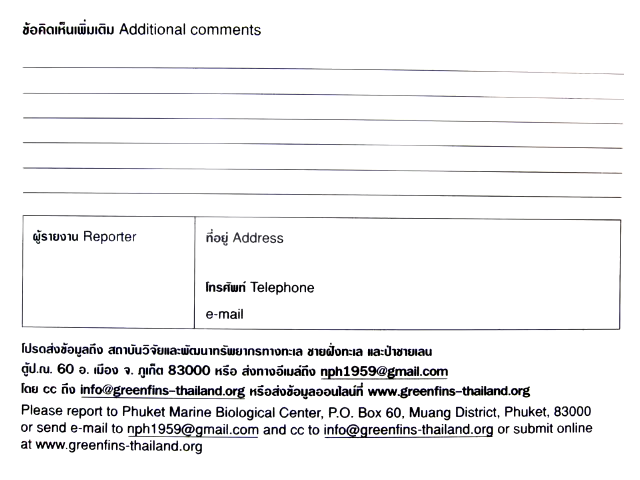 ข้อคิดเห็นเพิ่มเติม Additional comments
ผู้รายงาน Reporter
ที่อยู่ Address
โทรศัพท์ Telephone
e-mail
โปรดส่งข้อมูลถึง สถาบันวิจัยและพัฒนาทรัพยากรทางทะเล ชายฝั่งทะเล และป่าชายเลน
ตู้ป.ณ. 60 อ. เมือง จ. ภูเก็ต 83000 หรือ ส่งทางอีเมล์ถึง nph1959@gmail.com
โดย cc ถึง info@greenfins-thailand.org หรือส่งข้อมูลออนไลน์ที่ www.greenfins-thailand.org
Please report to Phuket Marine Biological Center, P.O. Box 60, Muang District, Phuket, 83000
or send e-mail to nph1959@gmail.com and cc to info@greenfins-thailand.org or submit online
at www.greenfins-thailand.org